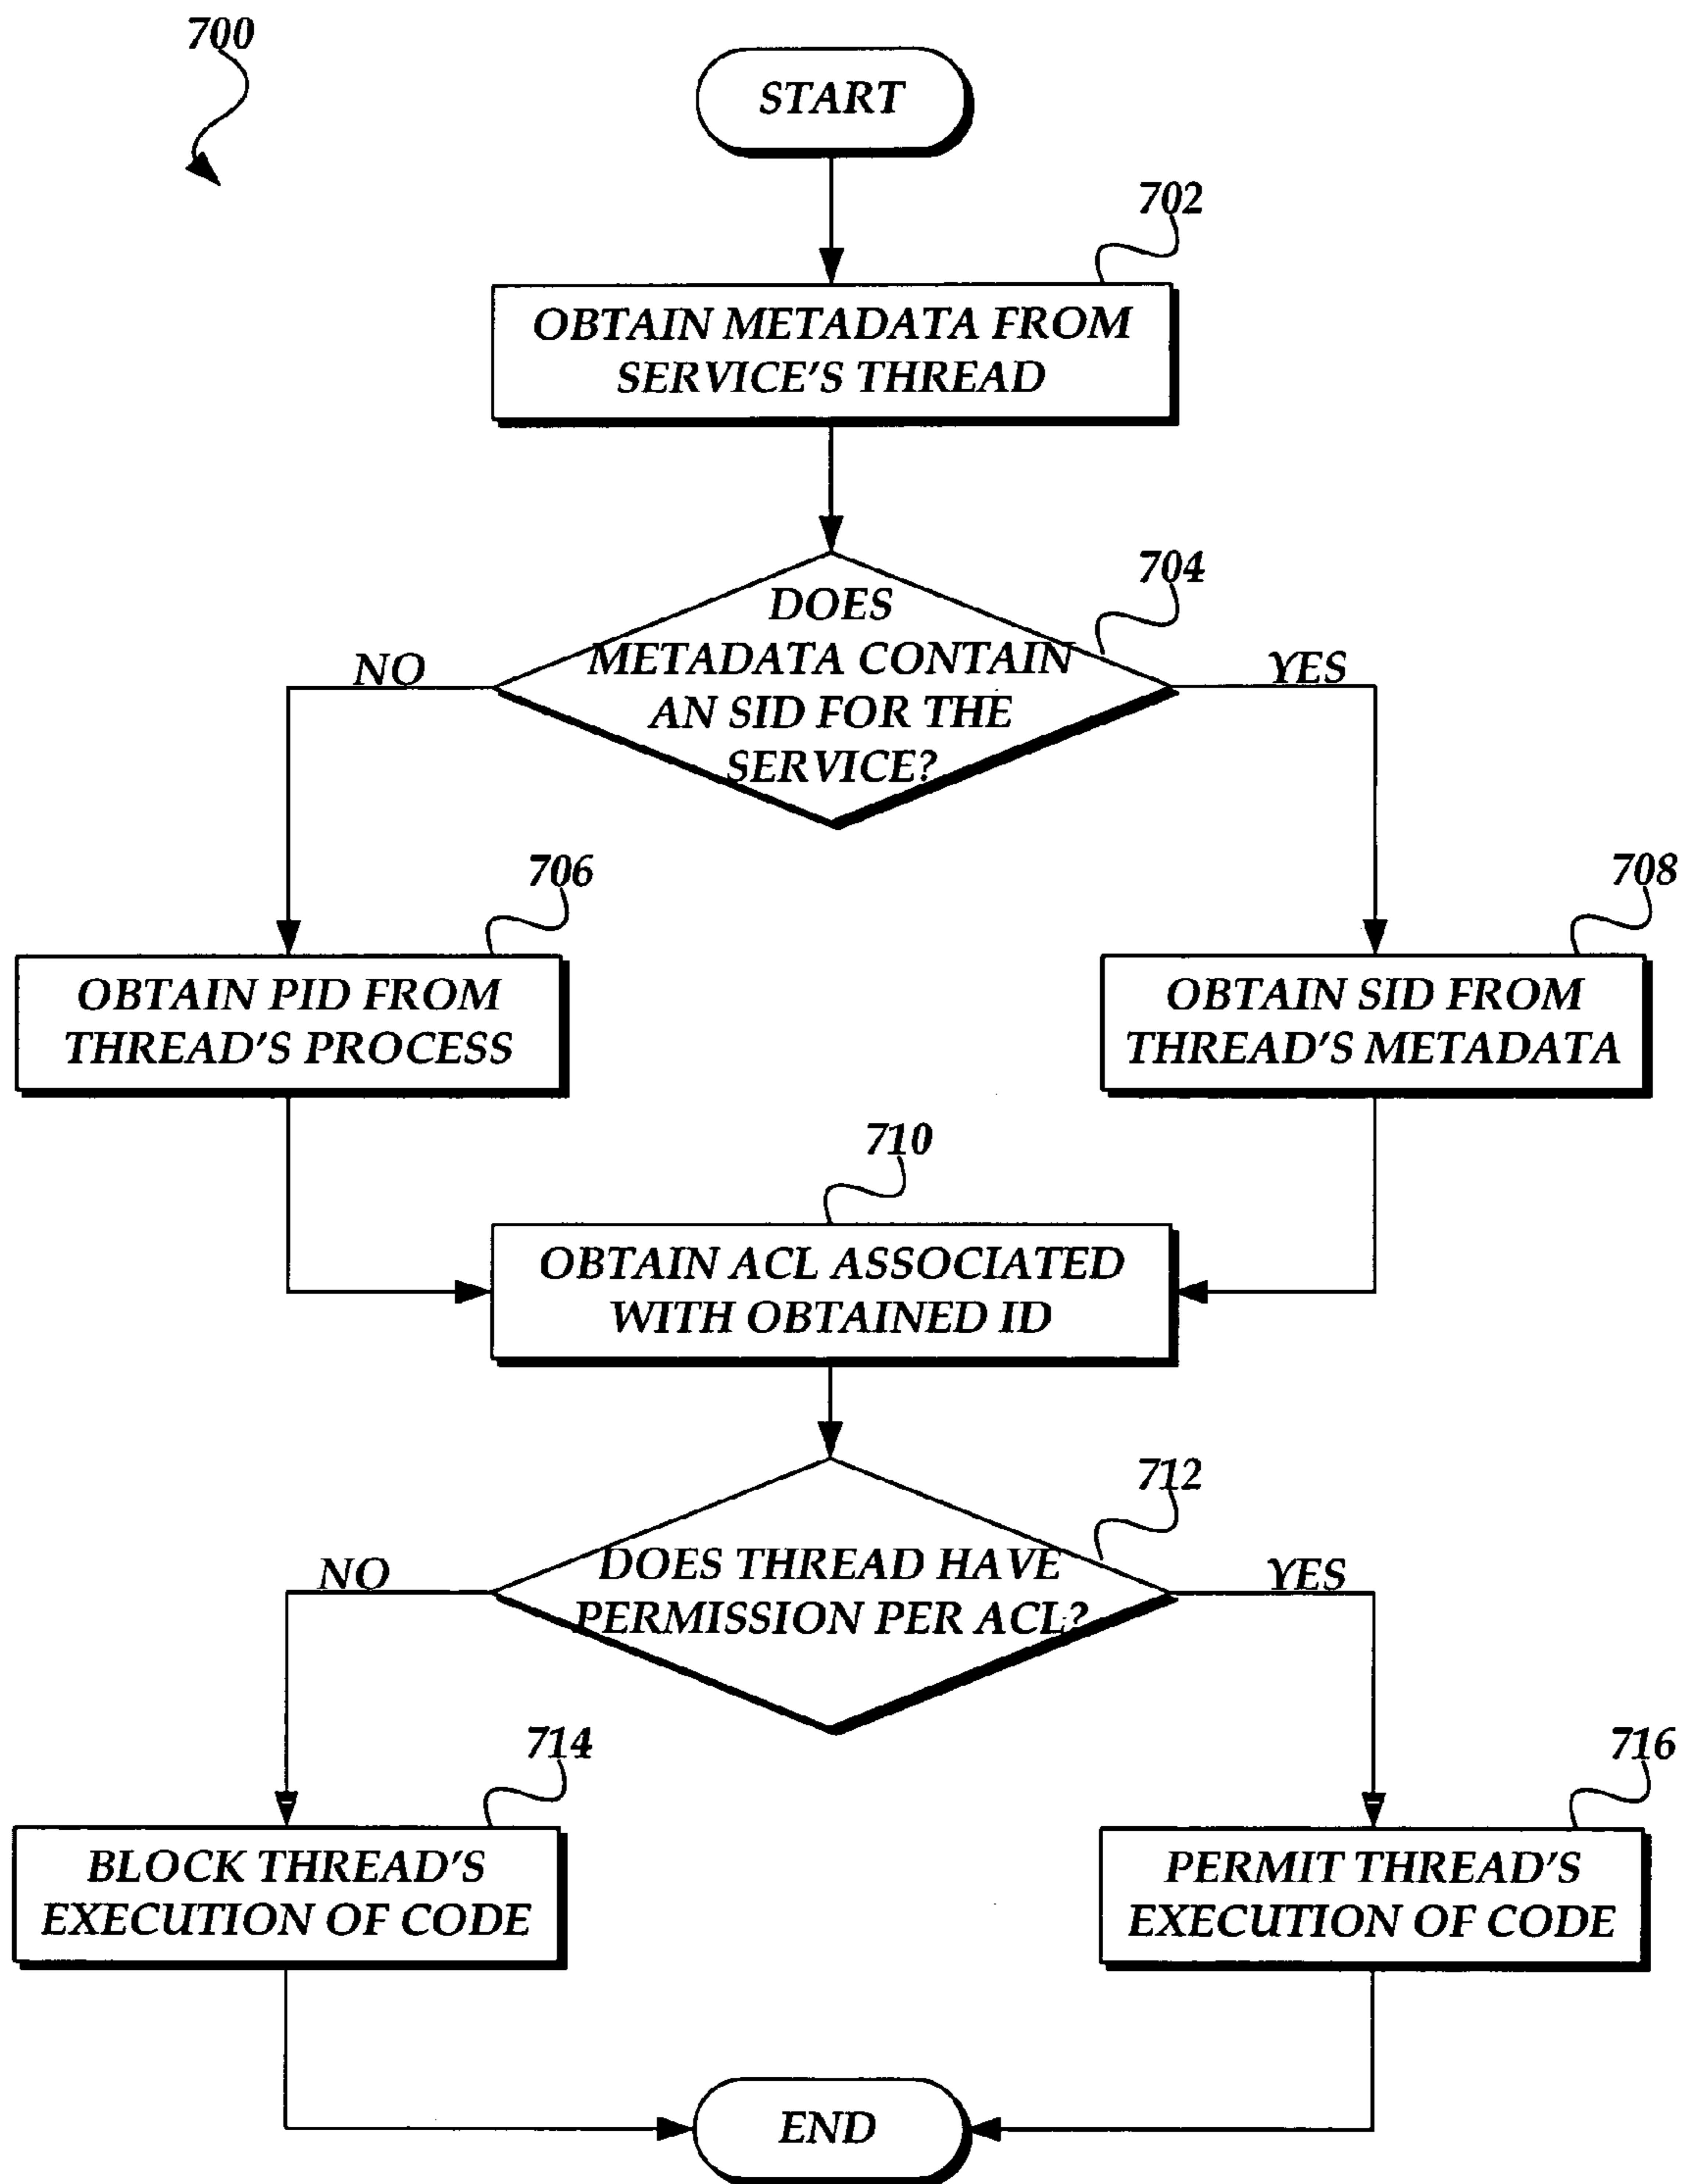 700
START
702
OBTAIN METADATA FROM
SERVICE'S THREAD
704
DOES
METADATA CONTAIN
AN SID FOR THE
SERVICE?
NO
YES
706
OBTAIN PID FROM
THREAD'S PROCESS
708
OBTAIN SID FROM
THREAD'S METADATA
710
OBTAIN ACL ASSOCIATED
WITH OBTAINED ID
712
DOES THREAD HAVE
PERMISSION PER ACL?
NO
YES
714
BLOCK THREAD'S
EXECUTION OF CODE
716
PERMIT THREAD'S
EXECUTION OF CODE
END